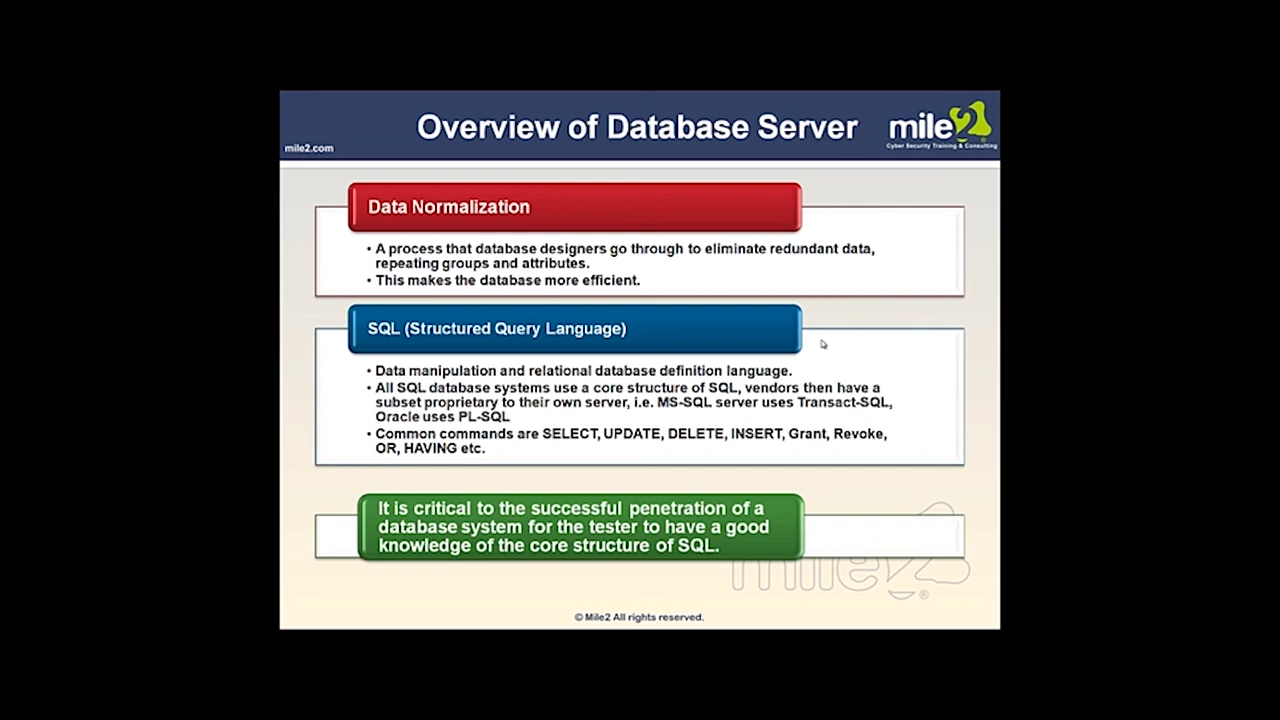 Overview of Database Server
mile2
Cyber Security Training & Consulting
mile2.com
Data Normalization
• A process that database designers go through to eliminate redundant data,
repeating groups and attributes.
• This makes the database more efficient.
SQL (Structured Query Language)
• Data manipulation and relational database definition language.
• All SQL database systems use a core structure of SQL, vendors then have a
subset proprietary to their own server, i.e. MS-SQL server uses Transact-SQL,
Oracle uses PL-SQL
• Common commands are SELECT, UPDATE, DELETE, INSERT, Grant, Revoke,
OR, HAVING etc.
It is critical to the successful penetration of a
database system for the tester to have a good
knowledge of the core structure of SQL.
mile2®
© Mile2 All rights reserved.